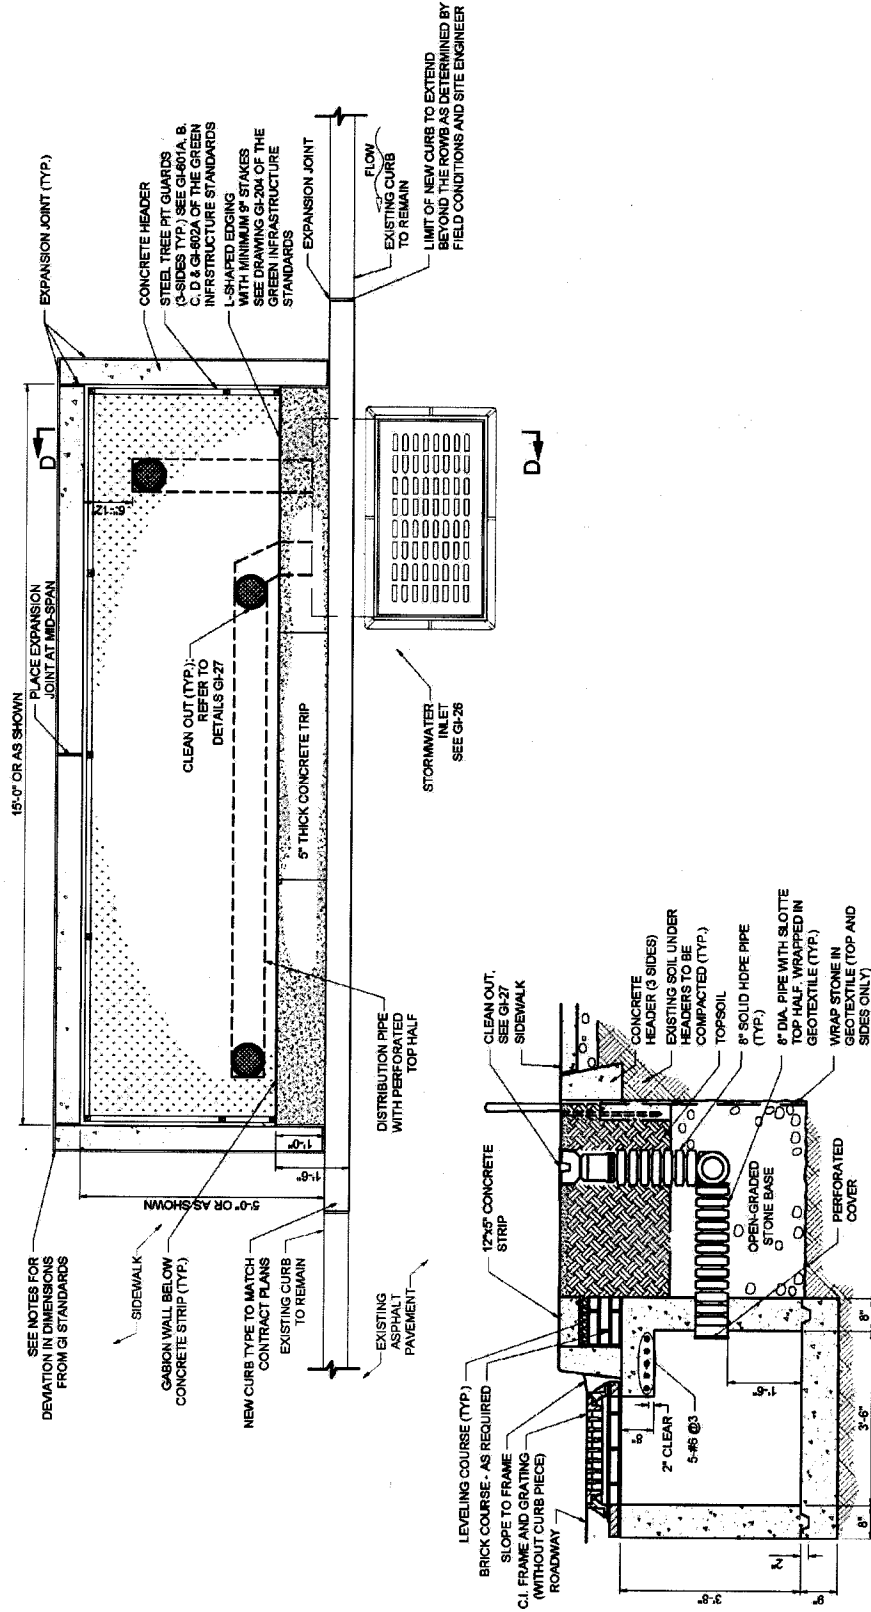 SEE NOTES FOR
DEVIATION IN DIMENSIONS
FROM GI STANDARDS
SIDEWALK
GABION WALL BELOW
CONCRETE STRIP (TYP.)
NEW CURB TYPE TO MATCH
CONTRACT PLANS
EXISTING CURB
TO REMAIN
EXISTING
ASPHALT
PAVEMENT
5'-0" OR AS SHOWN
1'-0"
1'-6"
15'-0" OR AS SHOWN
PLACE EXPANSION
JOINT AT MID-SPAN
6"-12"
CLEAN OUT (TYP.);
REFER TO
DETAILS GI-27
5" THICK CONCRETE TRIP
DISTRIBUTION PIPE
WITH PERFORATED
TOP HALF
STORMWATER
INLET
SEE GI-26
D
D
EXPANSION JOINT (TYP.)
CONCRETE HEADER
STEEL TREE PIT GUARDS
(3-SIDES TYP.) SEE GI-601A, B,
C, D & GI-602A OF THE GREEN
INFRSTRUCTURE STANDARDS
L-SHAPED EDGING
WITH MINIMUM 9" STAKES
SEE DRAWING GI-204 OF THE
GREEN INFRASTRUCTURE
STANDARDS
EXPANSION JOINT
FLOW
EXISTING CURB
TO REMAIN
LIMIT OF NEW CURB TO EXTEND
BEYOND THE ROWB AS DETERMINED BY
FIELD CONDITIONS AND SITE ENGINEER
LEVELING COURSE (TYP.)
BRICK COURSE - AS REQUIRED
SLOPE TO FRAME
C.I. FRAME AND GRATING
(WITHOUT CURB PIECE)
ROADWAY
12"x5" CONCRETE
STRIP
CLEAN OUT,
SEE GI-27
SIDEWALK
CONCRETE
HEADER (3 SIDES)
EXISTING SOIL UNDER
HEADERS TO BE
COMPACTED (TYP.)
TOPSOIL
8" SOLID HDPE PIPE
(TYP.)
8" DIA. PIPE WITH SLOTTE
TOP HALF, WRAPPED IN
GEOTEXTILE (TYP.)
WRAP STONE IN
GEOTEXTILE (TOP AND
SIDES ONLY)
OPEN-GRADED
STONE BASE
PERFORATED
COVER
8"
2" CLEAR
5-#6 @3
1'-6"
3'-8"
2"
9"
8"
3'-6"
8"